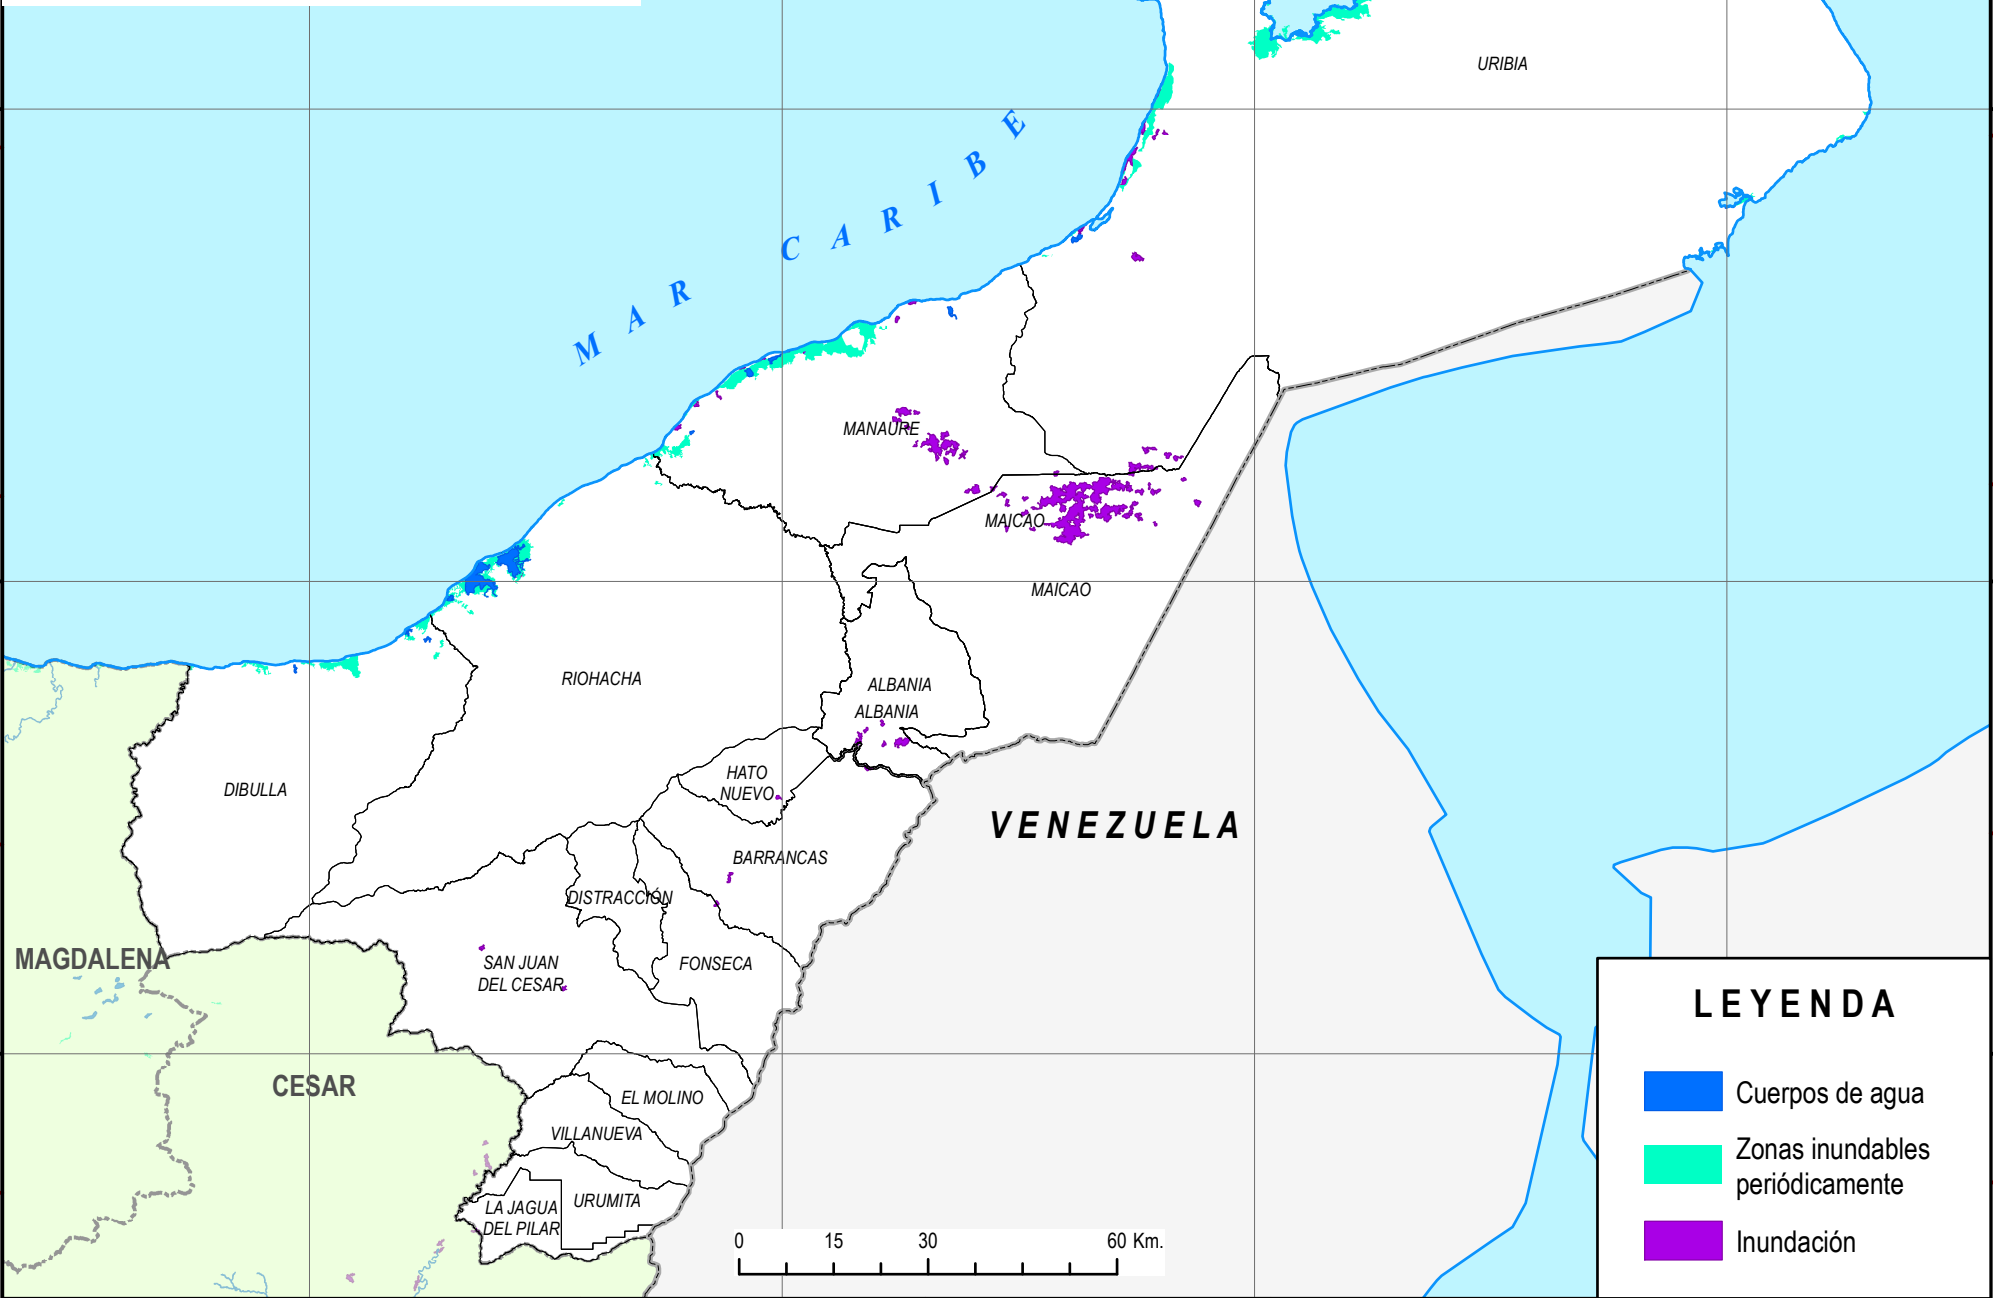 URIBIA
MAR CARIBE
MANAURE
MAICAO
MAICAO
RIOHACHA
ALBANIA
ALBANIA
HATO
NUEVO
DIBULLA
VENEZUELA
BARRANCAS
DISTRACCIÓN
MAGDALENA
SAN JUAN
DEL CESAR
FONSECA
CESAR
EL MOLINO
VILLANUEVA
URUMITA
LA JAGUA
DEL PILAR
0 15 30 60 Km.
LEYENDA
Cuerpos de agua
Zonas inundables
periódicamente
Inundación